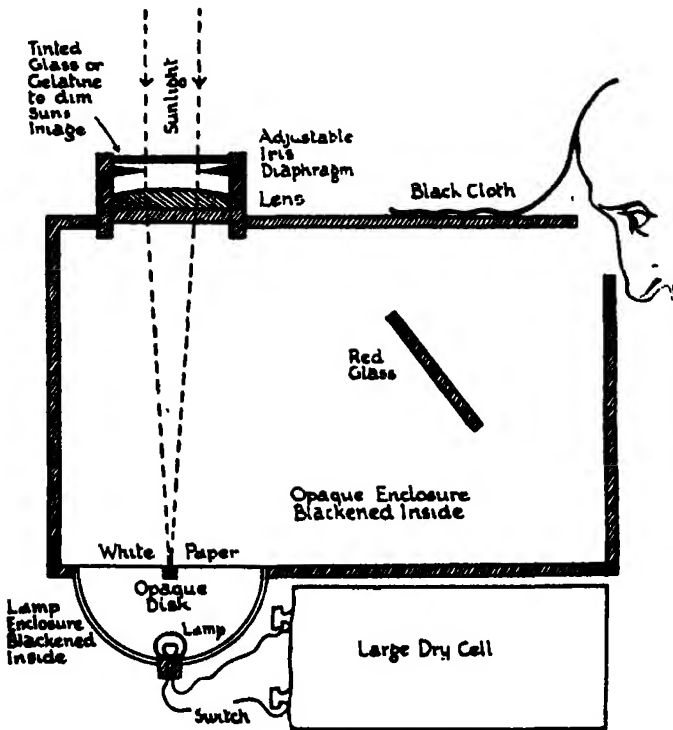 Tinted
Glass or
Gelatine
to dim
Suns
Image
Sunlight
Adjustable
Iris
Diaphragm
Lens
Black Cloth
Red
Glass
Opaque Enclosure
Blackened Inside
White Paper
Opaque
Disk
Lamp
Enclosure
Blackened
Inside
Lamp
Switch
Large Dry Cell